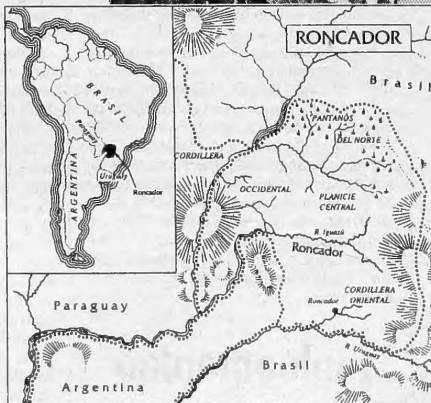 RONCADOR
BRASIL
Paraguay
ARGENTINA
Uruguay
Roncador
Brasil
PANTANOS
DEL NORTE
CORDILLERA
OCCIDENTAL
PLANICIE
CENTRAL
R. Iguazú
Roncador
CORDILLERA
ORIENTAL
Roncador
Paraguay
R. Uruguay
Brasil
Argentina